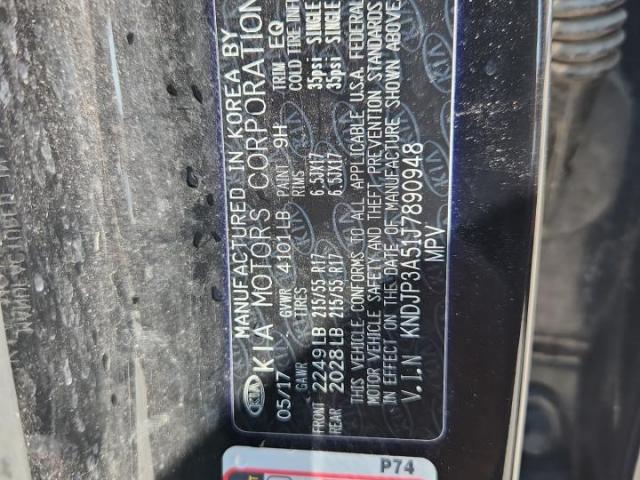 KIA MANUFACTURED IN KOREA BY
KIA MOTORS CORPORATION
05/17 GVWR 4101LB PAINT 9H TRIM EQ
GAWR TIRES RIMS COLD TIRE INFL
FRONT 2249LB 215/55 R17 6.5JX17 35psi SINGLE
REAR 2028LB 215/55 R17 6.5JX17 35psi SINGLE
THIS VEHICLE CONFORMS TO ALL APPLICABLE U.S.A. FEDERAL
MOTOR VEHICLE SAFETY AND THEFT PREVENTION STANDARDS
IN EFFECT ON THE DATE OF MANUFACTURE SHOWN ABOVE.
V.I.N KNDJP3A51J7890948
MPV
P74